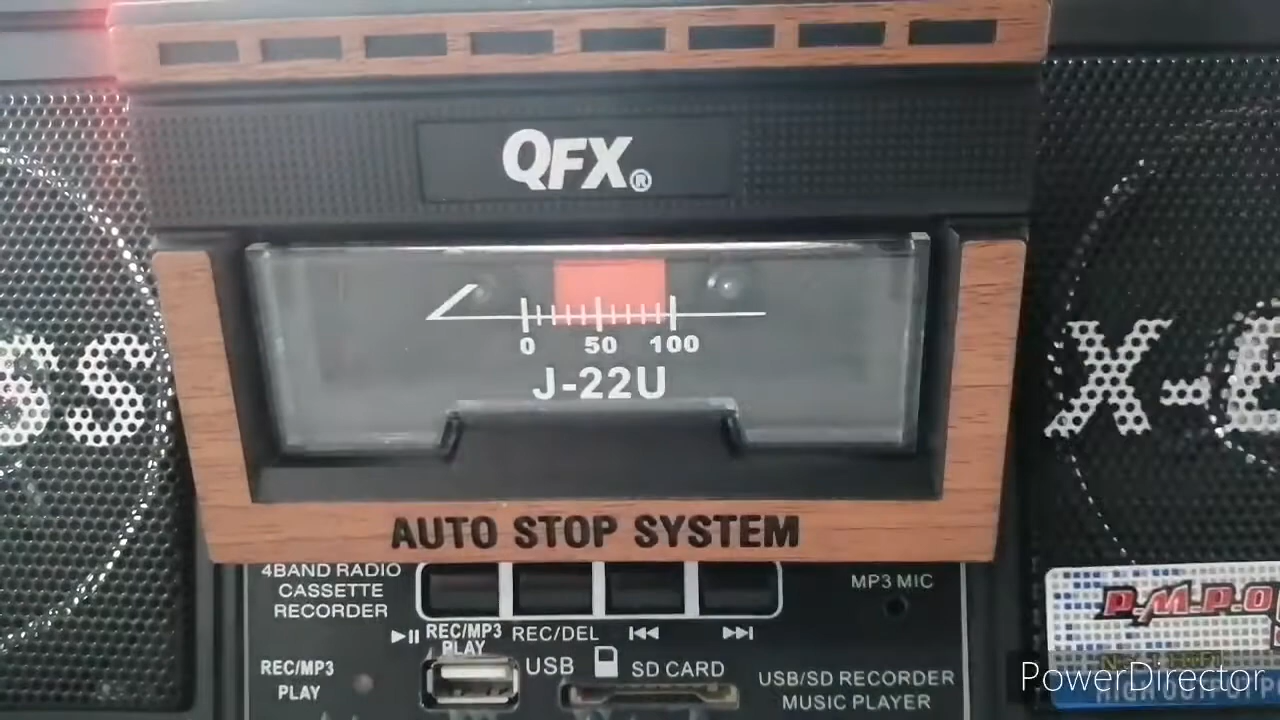 QFX®
0 50 100
J-22U
SS
X-B
AUTO STOP SYSTEM
4BAND RADIO
CASSETTE
RECORDER
MP3 MIC
REC/MP3
PLAY
REC/DEL
REC/MP3
PLAY
USB
SD CARD
USB/SD RECORDER
MUSIC PLAYER
P.M.P.O
PowerDirector